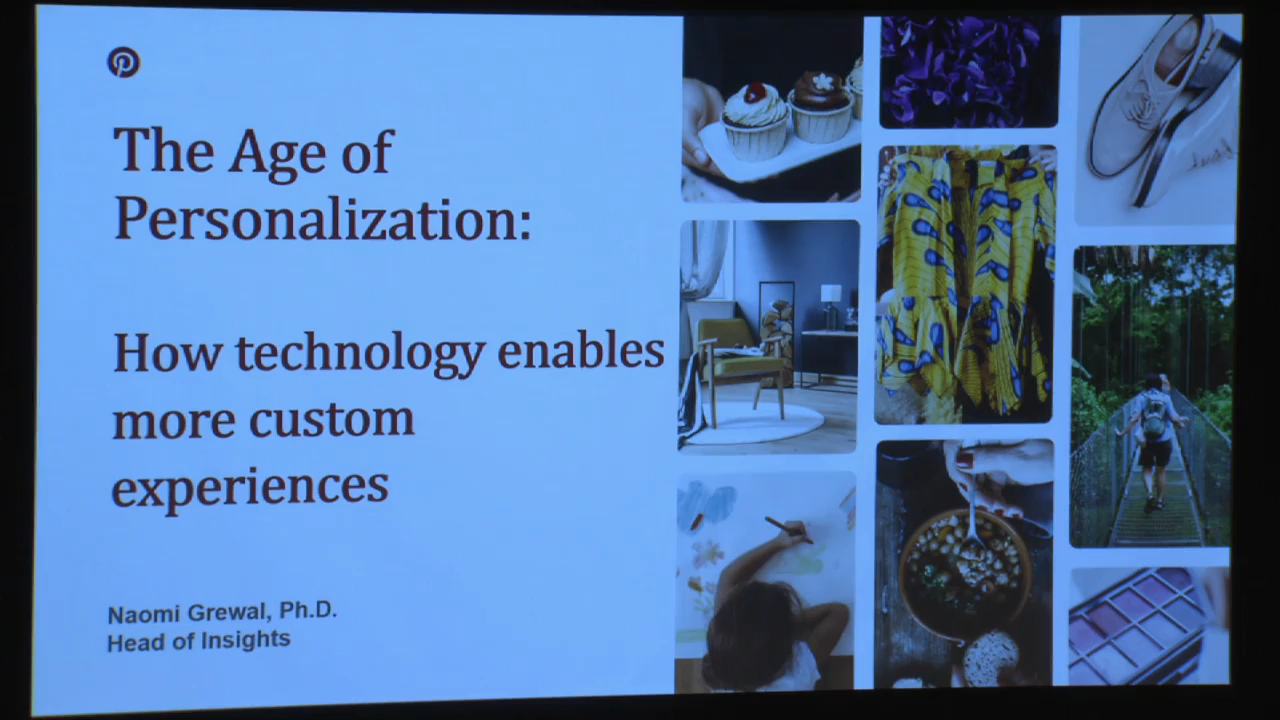 The Age of
Personalization:
How technology enables
more custom
experiences
Naomi Grewal, Ph.D.
Head of Insights